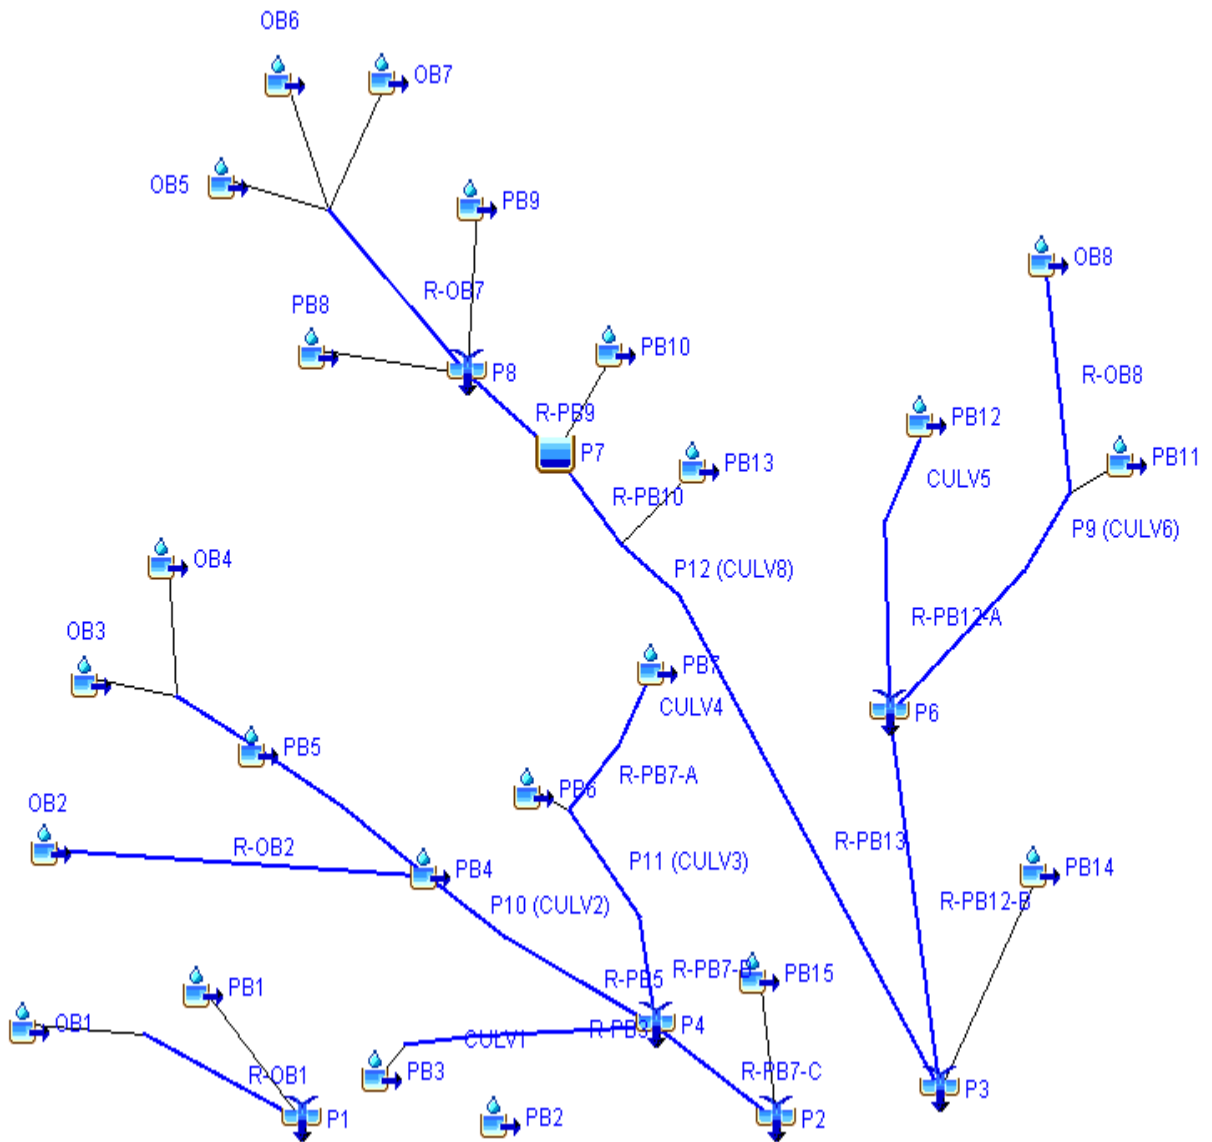 OB6
OB7
OB5
PB9
OB8
R-OB7
PB8
PB10
P8
R-OB8
R-PB9
PB12
P7
PB13
PB11
CULV5
R-PB10
P9 (CULV6)
OB4
P12 (CULV8)
R-PB12-A
OB3
PB7
CULV4
P6
PB5
R-PB7-A
PB6
OB2
R-OB2
R-PB13
P11 (CULV3)
PB4
PB14
P10 (CULV2)
R-PB12-B
R-PB5
R-PB7-B
PB15
PB1
OB1
P4
R-PB3
CULV1
R-OB1
PB3
R-PB7-C
P3
P1
PB2
P2